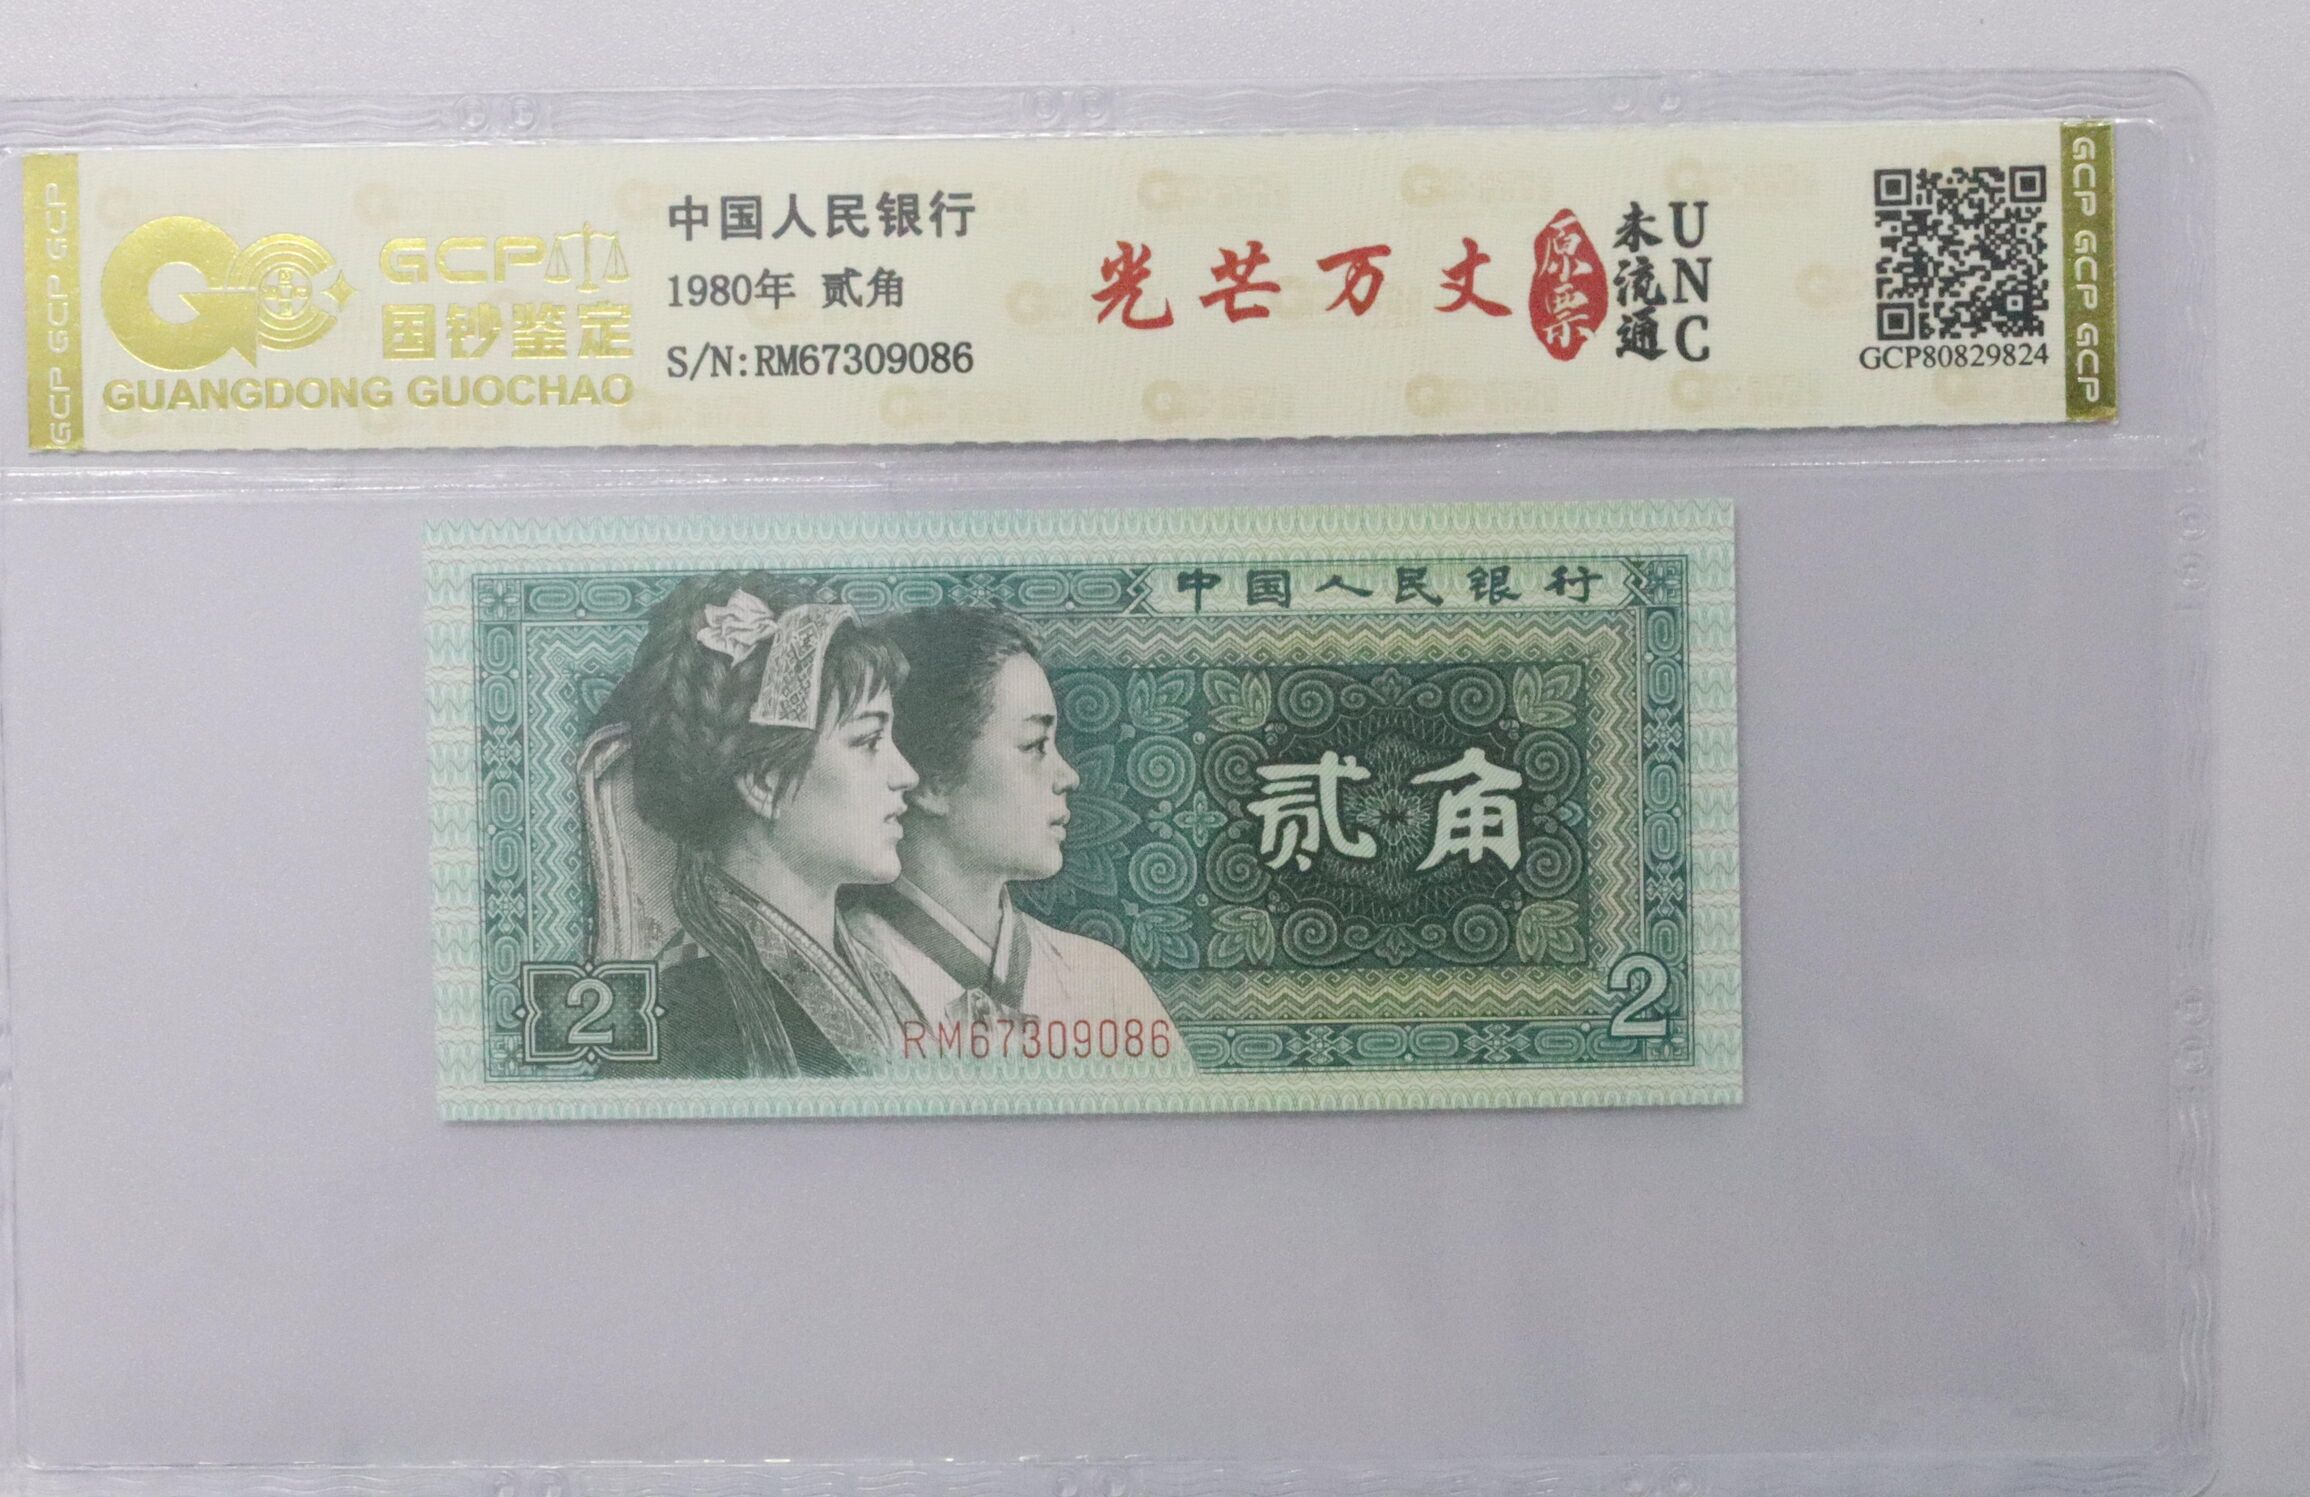 GCP GCP GCP
GCP
国钞鉴定
GUANGDONG GUOCHAO
中国人民银行
1980年 贰角
S/N:RM67309086
光芒万丈
原票
未流通
UNC
GCP80829824
GCP GCP GCP
中国人民银行
贰角
2
RM67309086
2